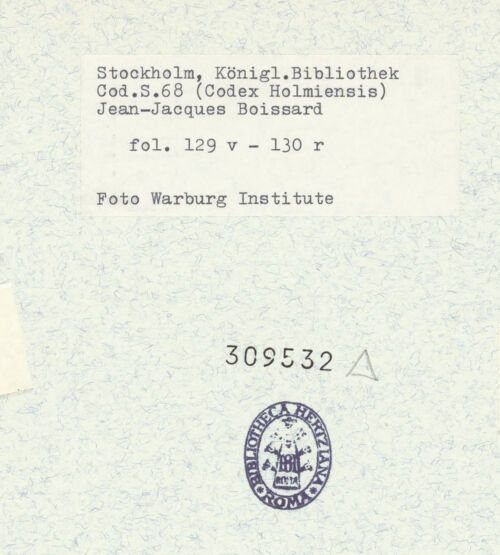 Stockholm, Königl.Bibliothek
Cod.S.68 (Codex Holmiensis)
Jean-Jacques Boissard
fol. 129 v - 130 r
Foto Warburg Institute
309532
BIBLIOTHECA HERTZIANA
ROMA